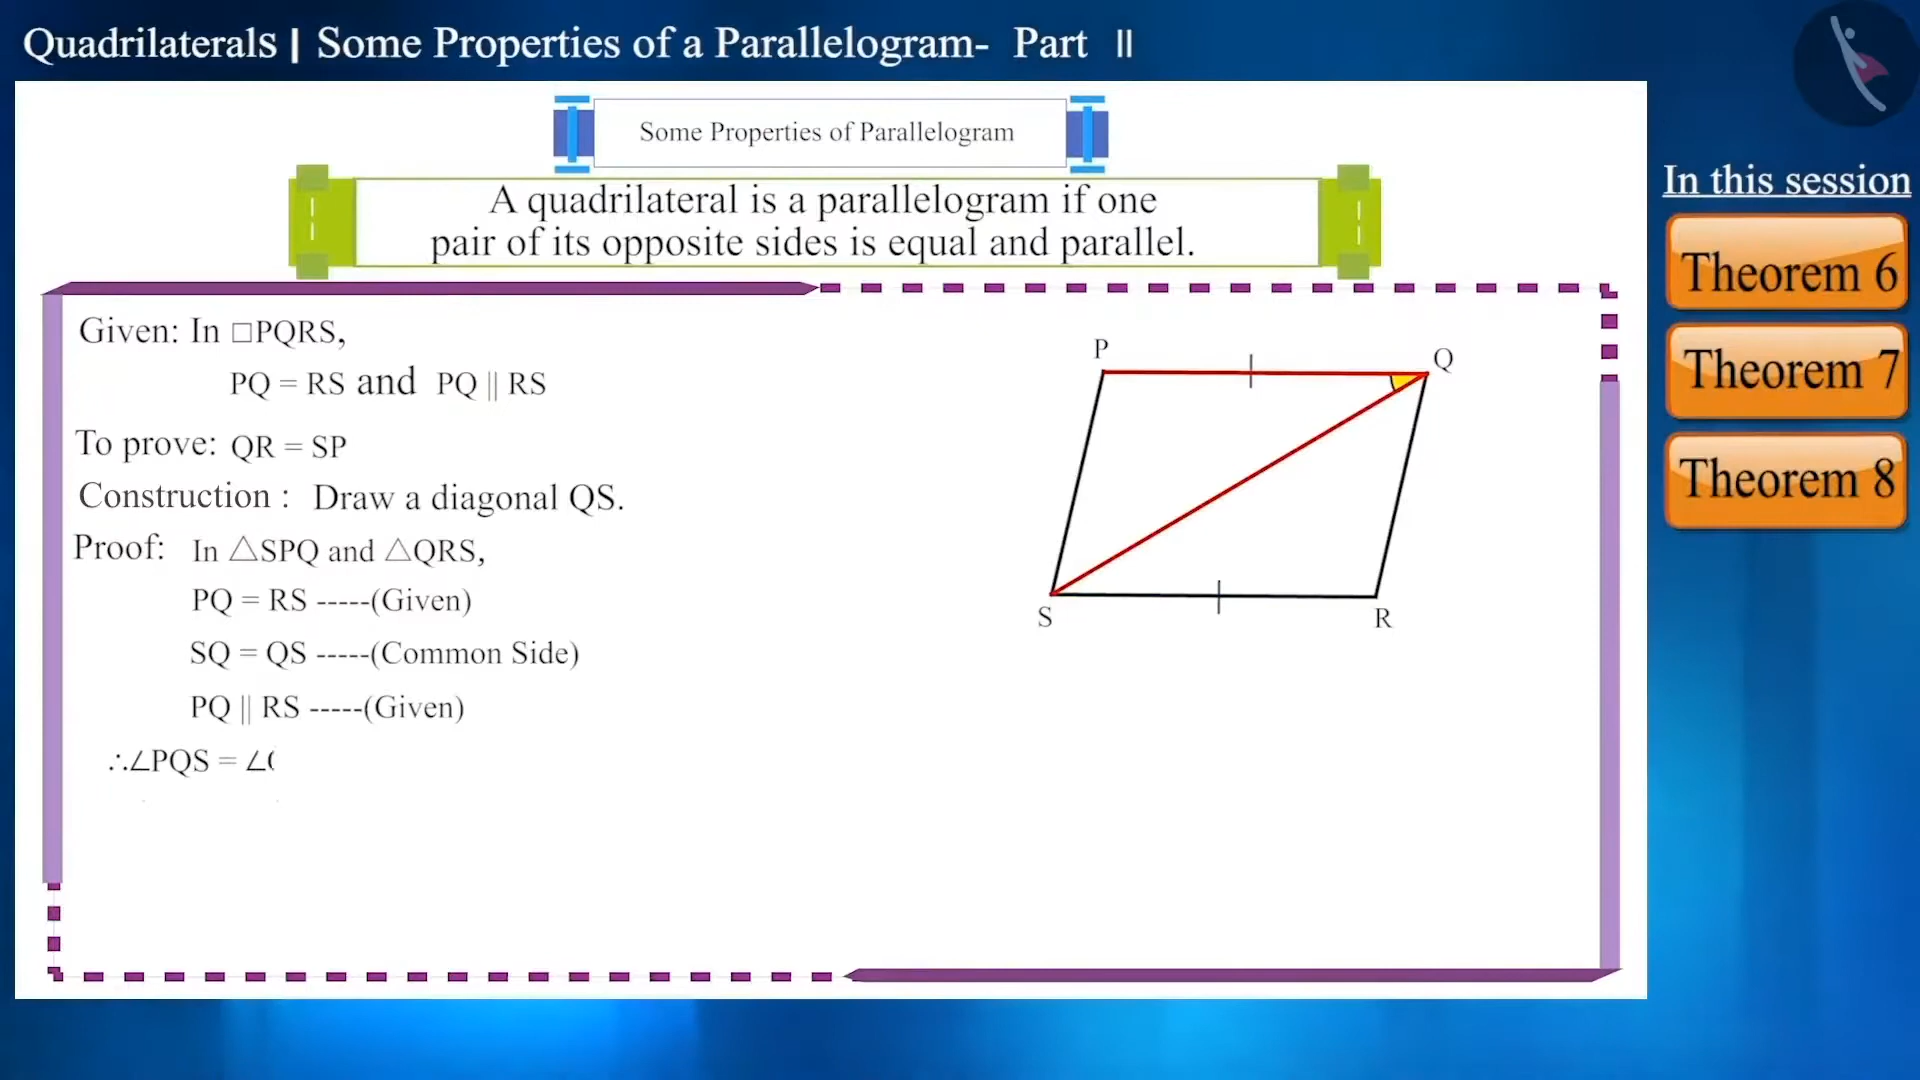 Quadrilaterals | Some Properties of a Parallelogram- Part II
Some Properties of Parallelogram
A quadrilateral is a parallelogram if one
pair of its opposite sides is equal and parallel.
In this session
Theorem 6
Theorem 7
Theorem 8
Given: In □PQRS,
PQ = RS and PQ || RS
To prove: QR = SP
Construction : Draw a diagonal QS.
Proof: In △SPQ and △QRS,
PQ = RS -----(Given)
SQ = QS -----(Common Side)
PQ || RS -----(Given)
∴∠PQS = ∠
P
Q
S
R